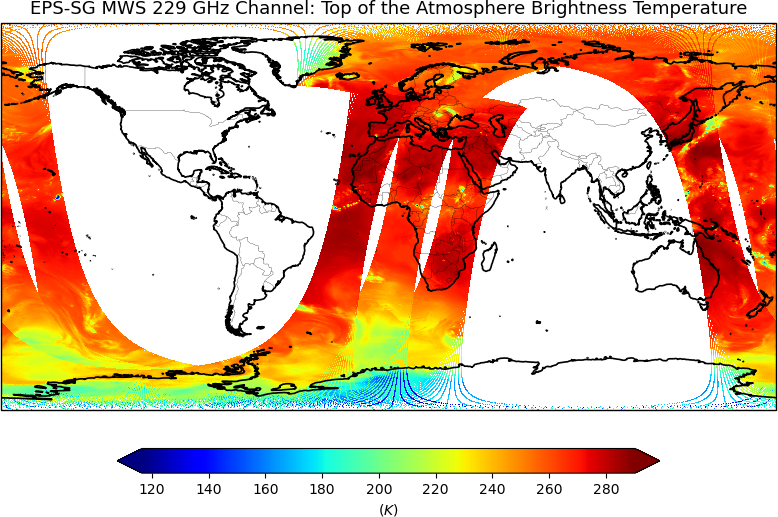 EPS-SG MWS 229 GHz Channel: Top of the Atmosphere Brightness Temperature
120 140 160 180 200 220 240 260 280
(K)